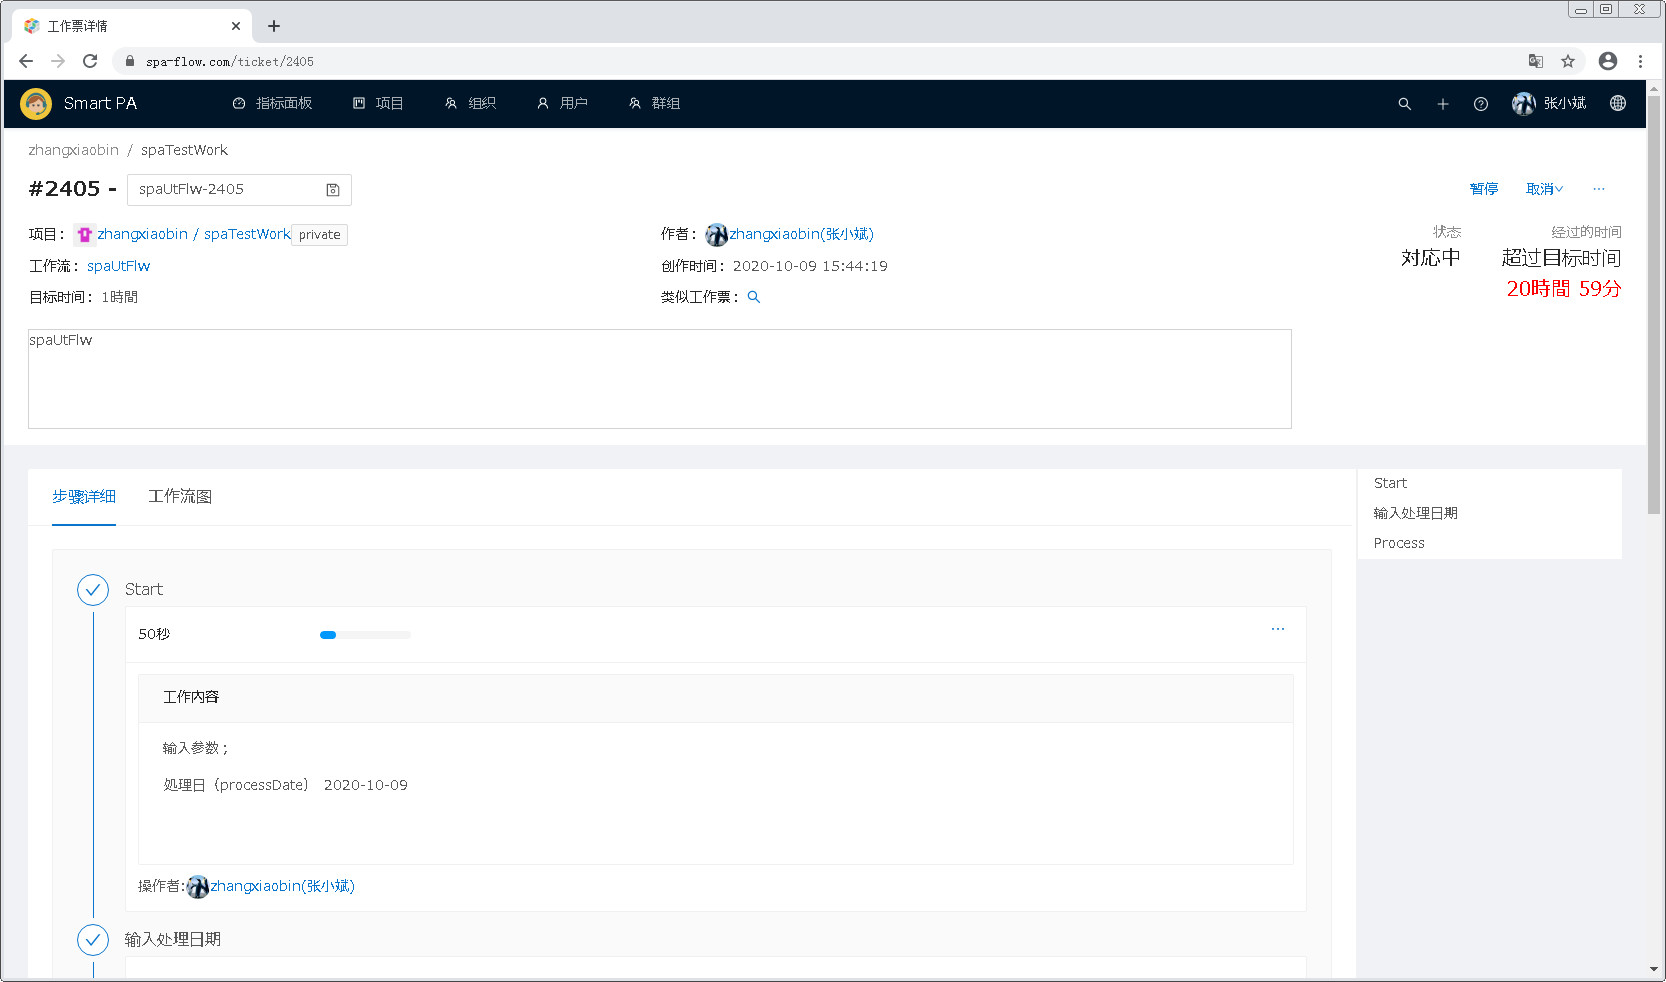 工作票详情
spa-flow.com/ticket/2405
Smart PA 指标面板 项目 组织 用户 群组 张小斌
zhangxiaobin / spaTestWork
#2405 - spaUtFlw-2405 暂停 取消 ···
项目： zhangxiaobin / spaTestWork private 作者： zhangxiaobin(张小斌) 状态 经过的时间
工作流： spaUtFlw 创作时间： 2020-10-09 15:44:19 对応中 超过目标时间
目标时间： 1時間 类似工作票： 20時間 59分
spaUtFlw
步骤详细 工作流图
Start
输入处理日期
Process
Start
50秒 ···
工作内容
输入参数；
处理日（processDate） 2020-10-09
操作者:zhangxiaobin(张小斌)
输入处理日期